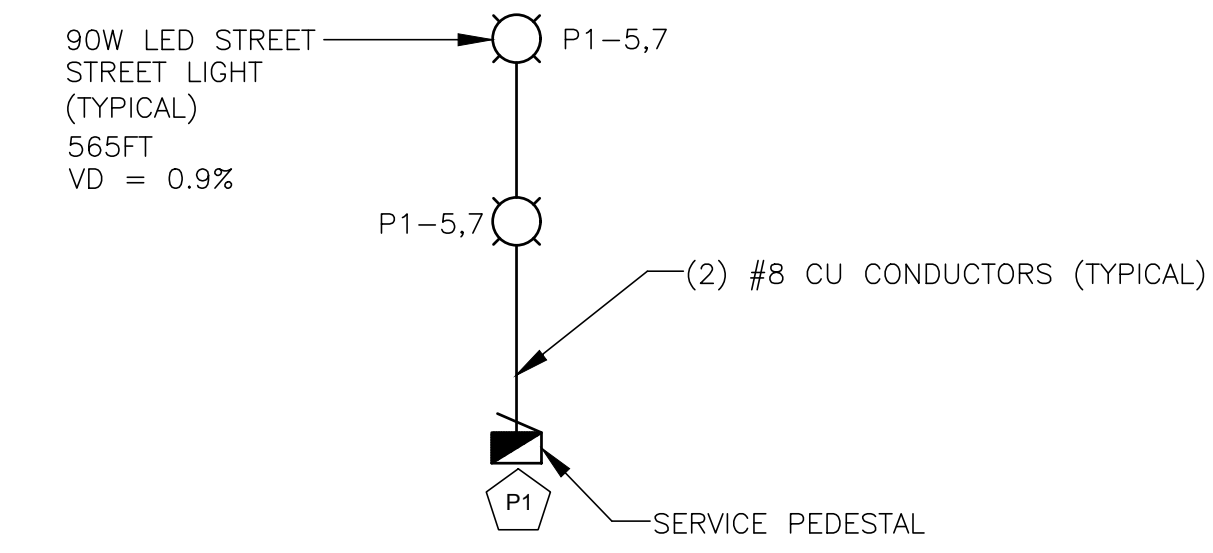 90W LED STREET
STREET LIGHT
(TYPICAL)
565FT
VD = 0.9%
P1-5,7
P1-5,7
(2) #8 CU CONDUCTORS (TYPICAL)
P1
SERVICE PEDESTAL